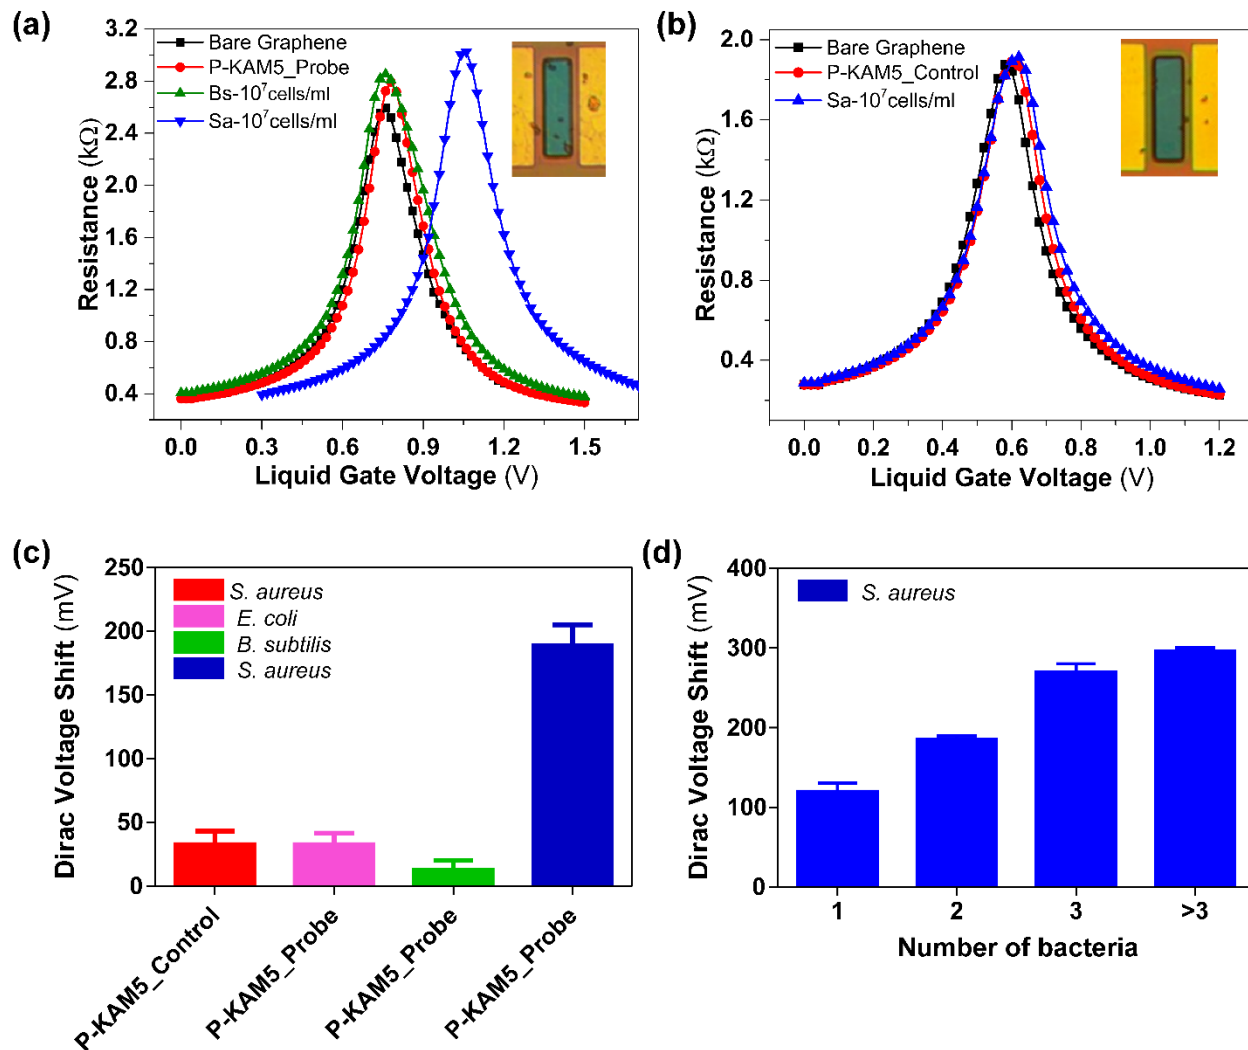 (a)
3.2
2.8
2.4
2.0
1.6
1.2
0.8
0.4
Resistance (kΩ)
Bare Graphene
P-KAM5_Probe
Bs-10⁷cells/ml
Sa-10⁷cells/ml
0.0 0.3 0.6 0.9 1.2 1.5
Liquid Gate Voltage (V)
(b)
2.0
1.6
1.2
0.8
0.4
Resistance (kΩ)
Bare Graphene
P-KAM5_Control
Sa-10⁷cells/ml
0.0 0.2 0.4 0.6 0.8 1.0 1.2
Liquid Gate Voltage (V)
(c)
250
200
150
100
50
0
Dirac Voltage Shift (mV)
S. aureus
E. coli
B. subtilis
S. aureus
P-KAM5_Control
P-KAM5_Probe
P-KAM5_Probe
P-KAM5_Probe
(d)
400
300
200
100
0
Dirac Voltage Shift (mV)
S. aureus
1 2 3 >3
Number of bacteria